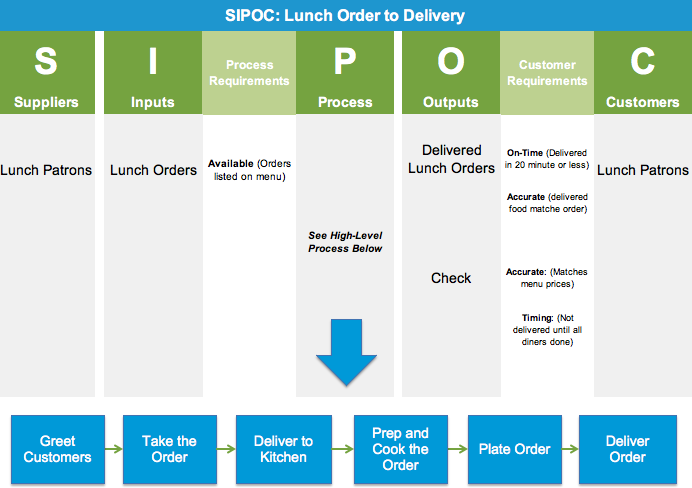 SIPOC: Lunch Order to Delivery
S
Suppliers
I
Inputs
Process
Requirements
P
Process
O
Outputs
Customer
Requirements
C
Customers
Lunch Patrons
Lunch Orders
Available (Orders
listed on menu)
See High-Level
Process Below
Delivered
Lunch Orders
Check
On-Time (Delivered
in 20 minute or less)
Accurate (delivered
food matche order)
Accurate: (Matches
menu prices)
Timing: (Not
delivered until all
diners done)
Lunch Patrons
Greet
Customers
Take the
Order
Deliver to
Kitchen
Prep and
Cook the
Order
Plate Order
Deliver
Order